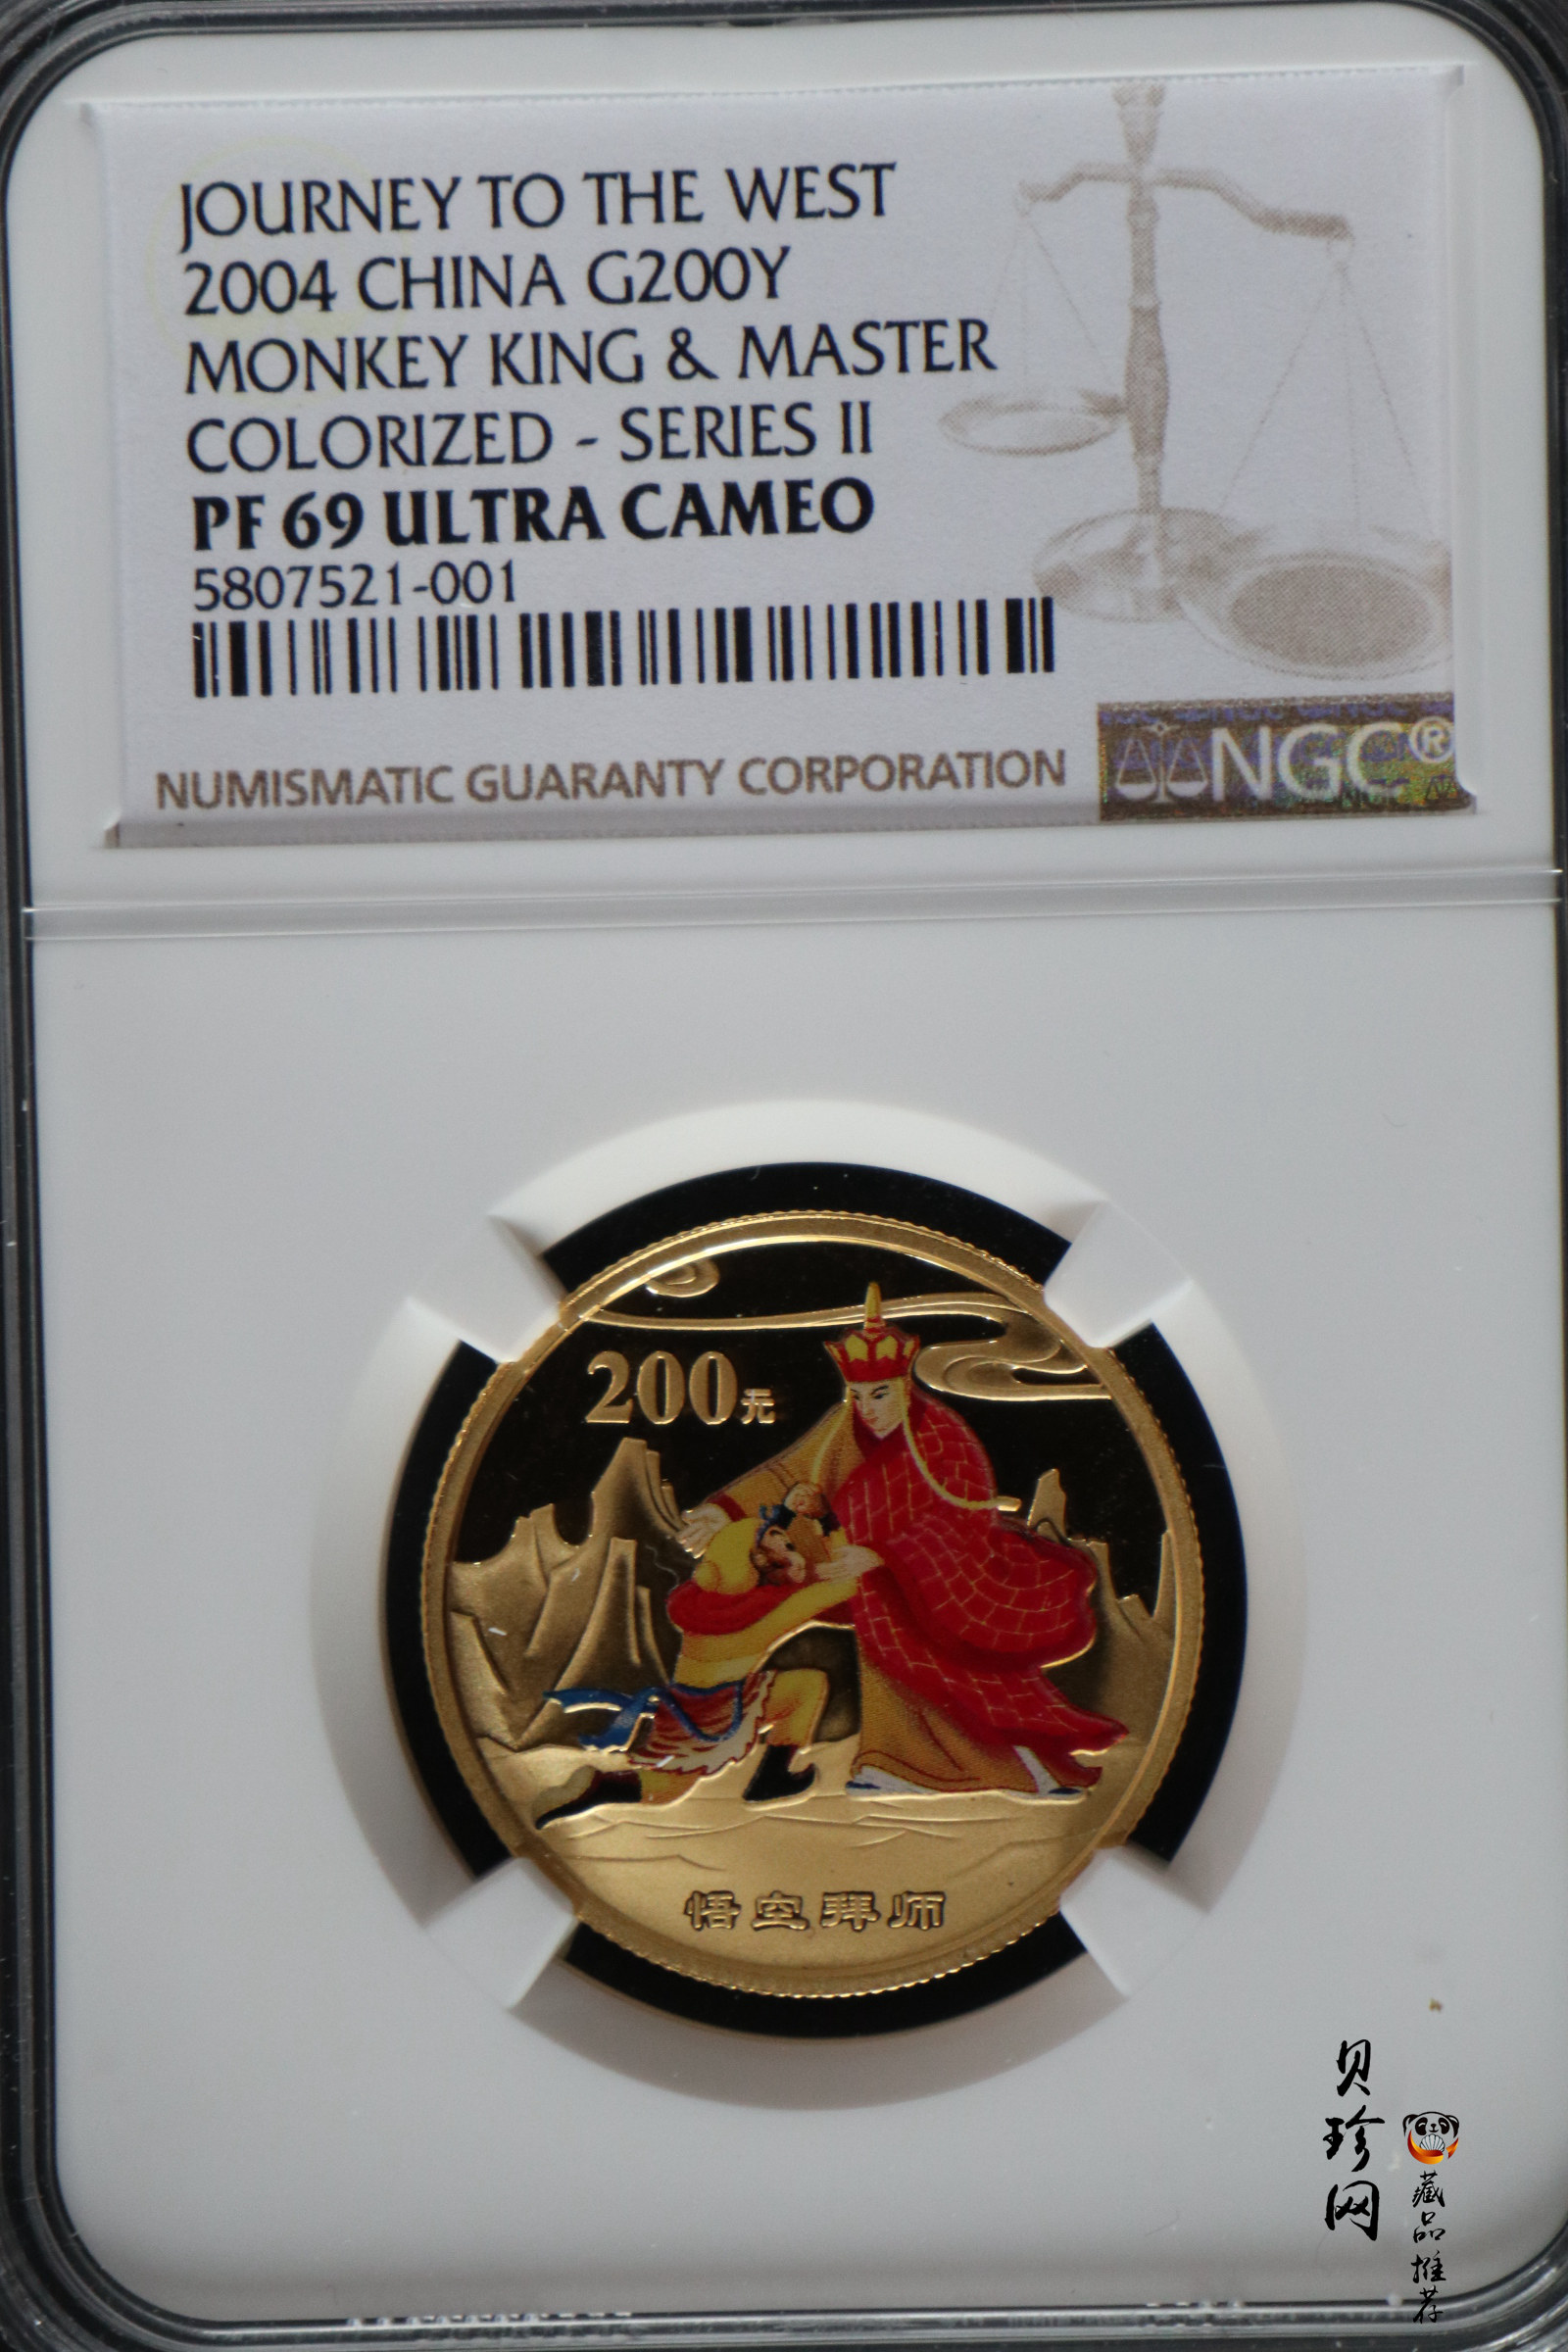 JOURNEY TO THE WEST
2004 CHINA G200Y
MONKEY KING & MASTER
COLORIZED - SERIES II
PF 69 ULTRA CAMEO
5807521-001
NUMISMATIC GUARANTY CORPORATION
NGC®
200元
悟空拜师
贝珍网
藏品推荐